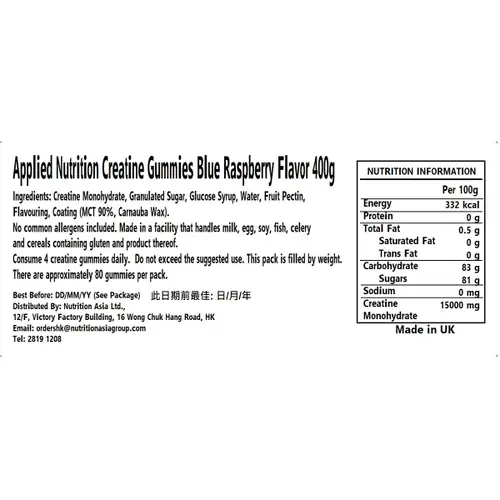 Applied Nutrition Creatine Gummies Blue Raspberry Flavor 400g
Ingredients: Creatine Monohydrate, Granulated Sugar, Glucose Syrup, Water, Fruit Pectin,
Flavouring, Coating (MCT 90%, Carnauba Wax).
No common allergens included. Made in a facility that handles milk, egg, soy, fish, celery
and cereals containing gluten and product thereof.
Consume 4 creatine gummies daily. Do not exceed the suggested use. This pack is filled by weight.
There are approximately 80 gummies per pack.
Best Before: DD/MM/YY (See Package) 此日期前最佳: 日/月/年
Distributed By: Nutrition Asia Ltd.,
12/F, Victory Factory Building, 16 Wong Chuk Hang Road, HK
Email: ordershk@nutritionasiagroup.com
Tel: 2819 1208
NUTRITION INFORMATION
Per 100g
Energy 332 kcal
Protein 0 g
Total Fat 0.5 g
Saturated Fat 0 g
Trans Fat 0 g
Carbohydrate 83 g
Sugars 81 g
Sodium 0 mg
Creatine 15000 mg
Monohydrate
Made in UK